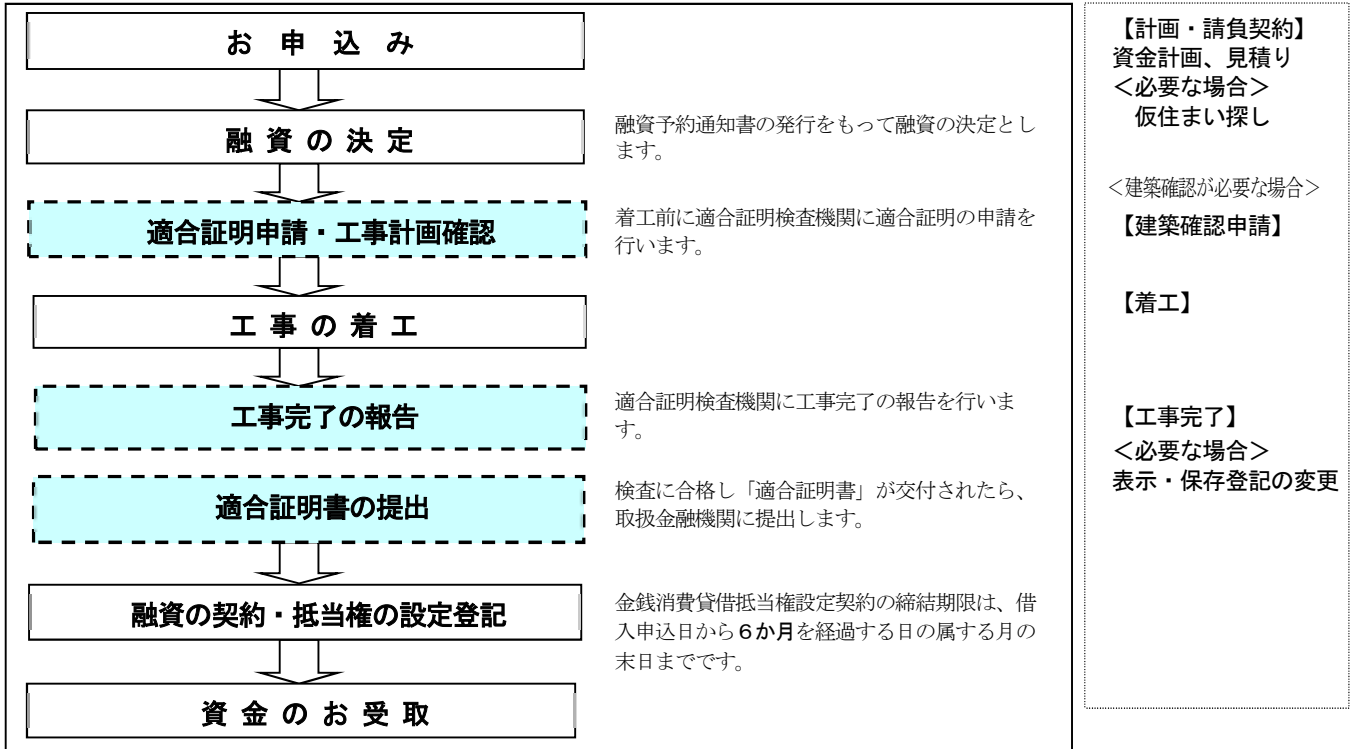 お 申 込 み
融 資 の 決 定
融資予約通知書の発行をもって融資の決定とし
ます。
適合証明申請・工事計画確認
着工前に適合証明検査機関に適合証明の申請を
行います。
工 事 の 着 工
工事完了の報告
適合証明検査機関に工事完了の報告を行いま
す。
適合証明書の提出
検査に合格し「適合証明書」が交付されたら、
取扱金融機関に提出します。
融資の契約・抵当権の設定登記
金銭消費貸借抵当権設定契約の締結期限は、借
入申込日から６か月を経過する日の属する月の
末日までです。
資 金 の お 受 取
【計画・請負契約】
資金計画、見積り
＜必要な場合＞
仮住まい探し
＜建築確認が必要な場合＞
【建築確認申請】
【着工】
【工事完了】
＜必要な場合＞
表示・保存登記の変更